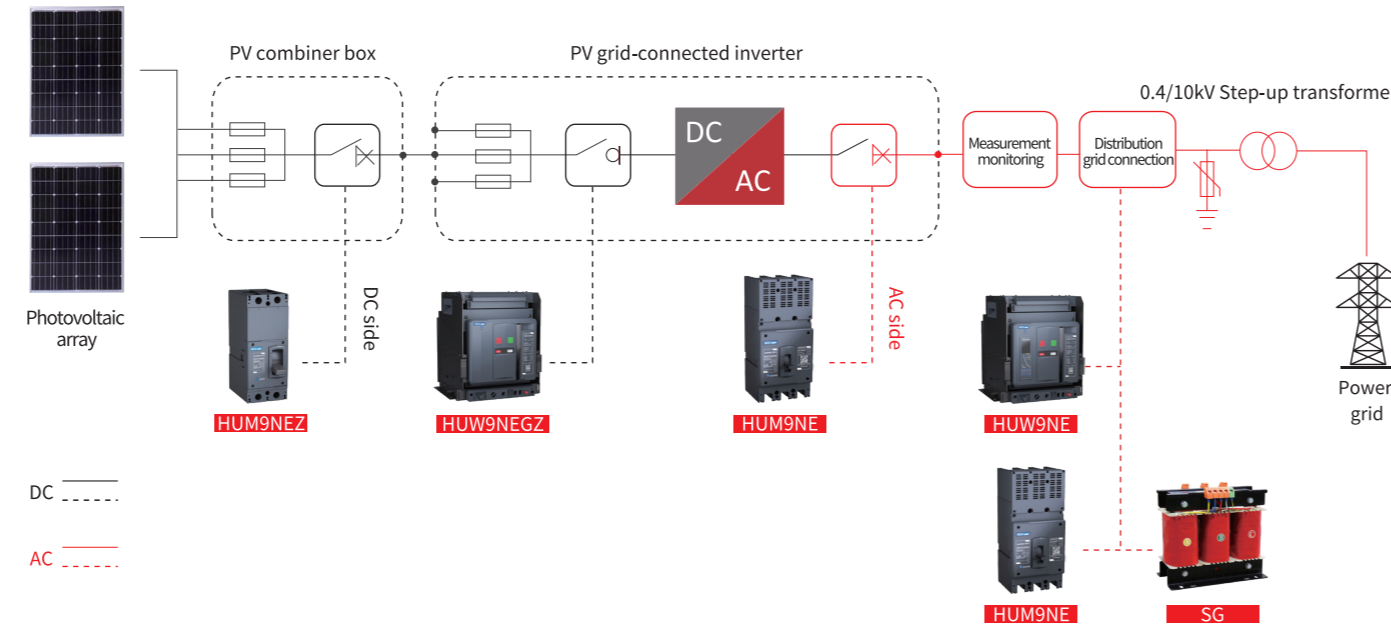 PV combiner box
PV grid-connected inverter
0.4/10kV Step-up transforme
DC
AC
Measurement
monitoring
Distribution
grid connection
Photovoltaic
array
DC side
AC side
Power
grid
HUM9NEZ
HUW9NEGZ
HUM9NE
HUW9NE
DC
AC
HUM9NE
SG